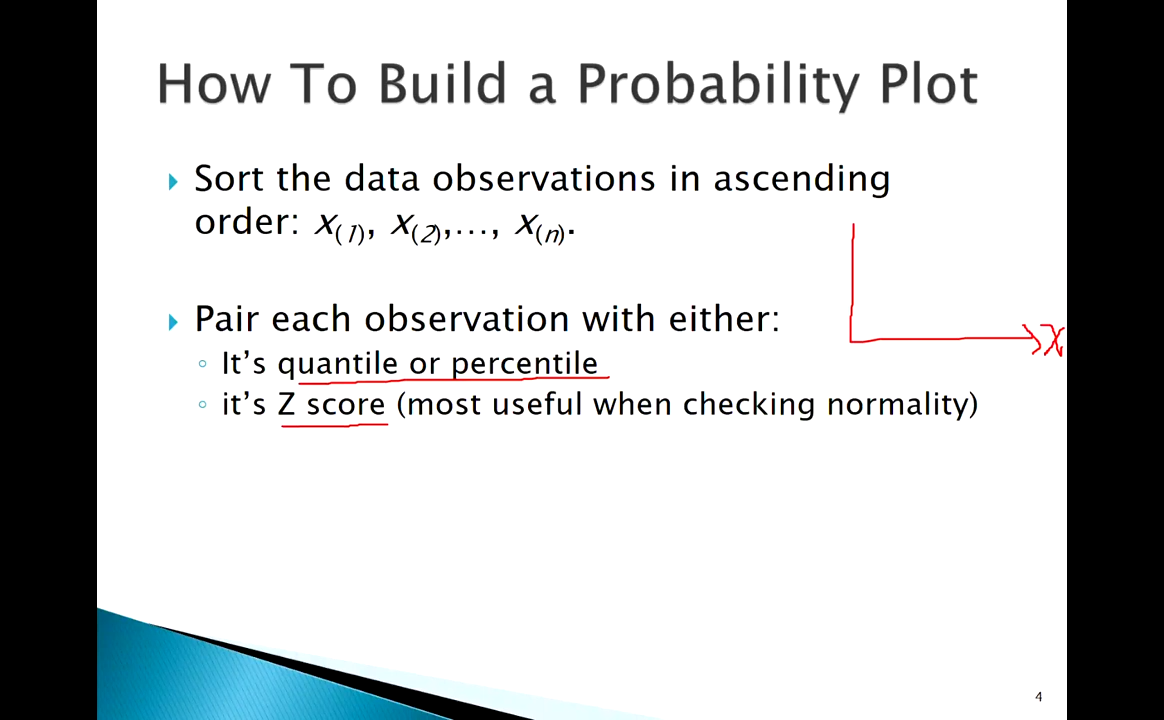 How To Build a Probability Plot
Sort the data observations in ascending
order: x(1), x(2),…, x(n).
Pair each observation with either:
It’s quantile or percentile
it’s Z score (most useful when checking normality)
x
4